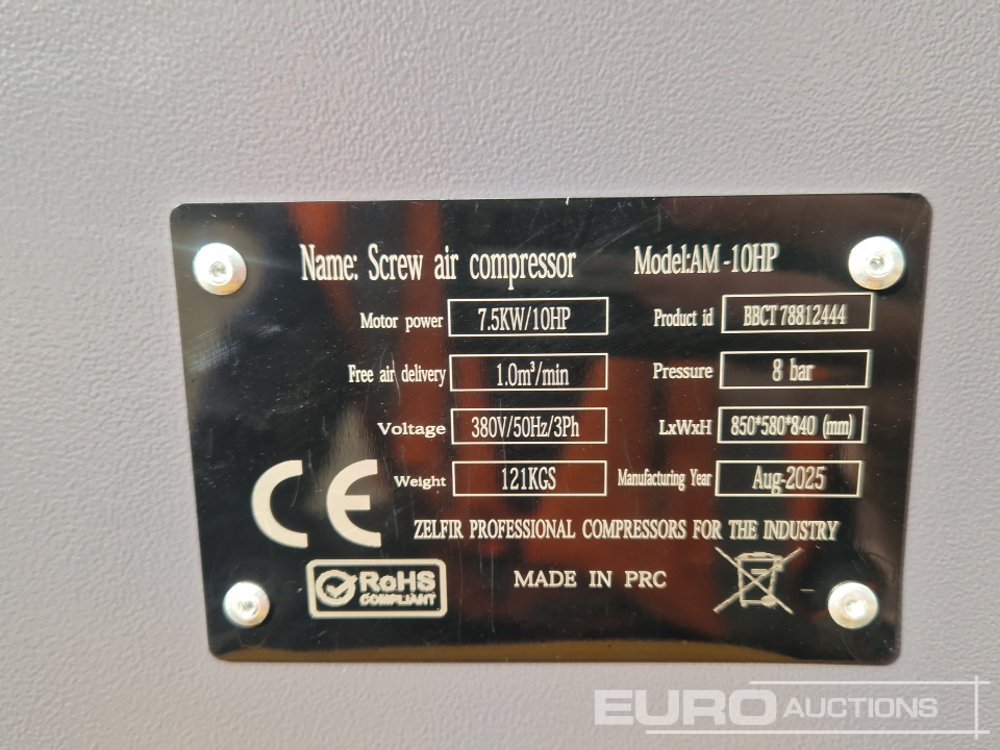 Name: Screw air compressor Model:AM -10HP
Motor power 7.5KW/10HP Product id BBCT78812444
Free air delivery 1.0m³/min Pressure 8 bar
Voltage 380V/50Hz/3Ph LxWxH 850*580*840 (mm)
Weight 121KGS Manufacturing Year Aug-2025
CE
ZELFIR PROFESSIONAL COMPRESSORS FOR THE INDUSTRY
RoHS
COMPLIANT
MADE IN PRC
EURO AUCTIONS